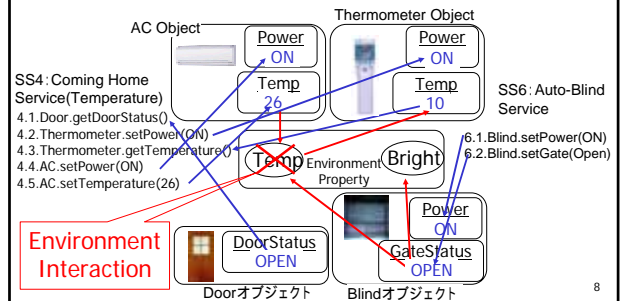 AC Object
Thermometer Object
Power
ON
Temp
26
Power
ON
Temp
10
SS4:Coming Home
Service(Temperature)
4.1.Door.getDoorStatus()
4.2.Thermometer.setPower(ON)
4.3.Thermometer.getTemperature()
4.4.AC.setPower(ON)
4.5.AC.setTemperature(26)
SS6:Auto-Blind
Service
6.1.Blind.setPower(ON)
6.2.Blind.setGate(Open)
Temp
Environment
Property
Bright
Environment
Interaction
DoorStatus
OPEN
Power
ON
GateStatus
OPEN
Doorオブジェクト
Blindオブジェクト
8